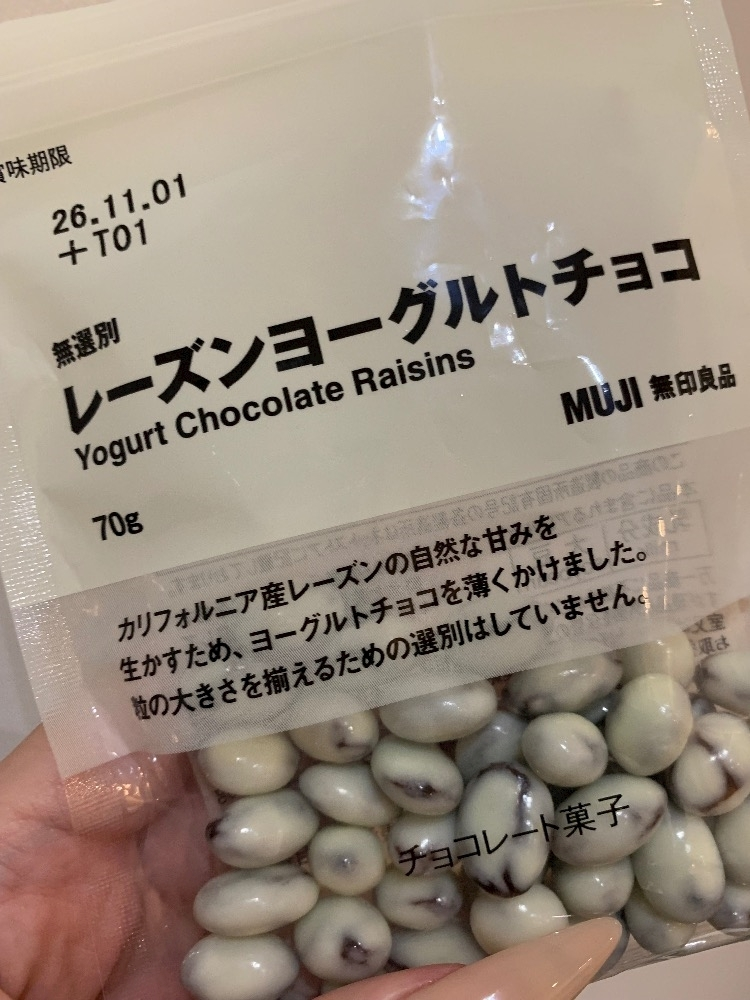 賞味期限
26.11.01
+T01
無選別
レーズンヨーグルトチョコ
Yogurt Chocolate Raisins
MUJI 無印良品
70g
カリフォルニア産レーズンの自然な甘みを
生かすため、ヨーグルトチョコを薄くかけました。
粒の大きさを揃えるための選別はしていません。
チョコレート菓子